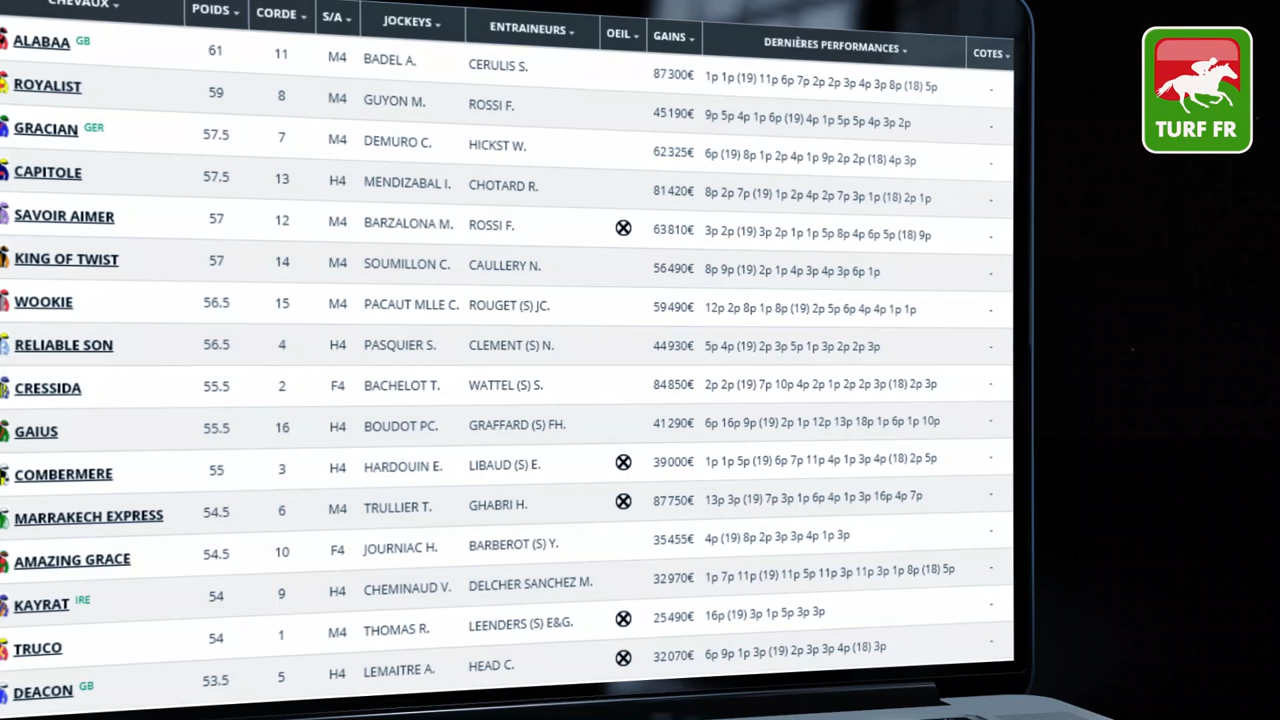 CHEVAUX POIDS CORDE S/A JOCKEYS ENTRAINEURS OEIL GAINS DERNIÈRES PERFORMANCES COTES
ALABAA GB 61 11 M4 BADEL A. CERULIS S. 87300€ 1p 1p (19) 11p 6p 7p 2p 2p 3p 4p 3p 8p (18) 5p -
ROYALIST 59 8 M4 GUYON M. ROSSI F. 45190€ 9p 5p 4p 1p 6p (19) 4p 1p 5p 5p 4p 3p 2p -
GRACIAN GER 57.5 7 M4 DEMURO C. HICKST W. 62325€ 6p (19) 8p 1p 2p 4p 1p 9p 2p 2p (18) 4p 3p -
CAPITOLE 57.5 13 H4 MENDIZABAL I. CHOTARD R. 81420€ 8p 2p 7p (19) 1p 2p 4p 2p 7p 3p 1p (18) 2p 1p -
SAVOIR AIMER 57 12 M4 BARZALONA M. ROSSI F. 63810€ 3p 2p (19) 3p 2p 1p 1p 5p 8p 4p 6p 5p (18) 9p -
KING OF TWIST 57 14 M4 SOUMILLON C. CAULLERY N. 56490€ 8p 9p (19) 2p 1p 4p 3p 4p 3p 6p 1p -
WOOKIE 56.5 15 M4 PACAUT MLLE C. ROUGET (S) JC. 59490€ 12p 2p 8p 1p 8p (19) 2p 5p 6p 4p 4p 1p 1p -
RELIABLE SON 56.5 4 H4 PASQUIER S. CLEMENT (S) N. 44930€ 5p 4p (19) 2p 3p 5p 1p 3p 2p 2p 3p -
CRESSIDA 55.5 2 F4 BACHELOT T. WATTEL (S) S. 84850€ 2p 2p (19) 7p 10p 4p 2p 1p 2p 2p 3p (18) 2p 3p -
GAIUS 55.5 16 H4 BOUDOT PC. GRAFFARD (S) FH. 41290€ 6p 16p 9p (19) 2p 1p 12p 13p 18p 1p 6p 1p 10p -
COMBERMERE 55 3 H4 HARDOUIN E. LIBAUD (S) E. 39000€ 1p 1p 5p (19) 6p 7p 11p 4p 1p 3p 4p (18) 2p 5p -
MARRAKECH EXPRESS 54.5 6 M4 TRULLIER T. GHABRI H. 87750€ 13p 3p (19) 7p 3p 1p 6p 4p 1p 3p 16p 4p 7p -
AMAZING GRACE 54.5 10 F4 JOURNIAC H. BARBEROT (S) Y. 35455€ 4p (19) 8p 2p 3p 3p 4p 1p 3p -
KAYRAT IRE 54 9 H4 CHEMINAUD V. DELCHER SANCHEZ M. 32970€ 1p 7p 11p (19) 11p 5p 11p 3p 11p 3p 1p 8p (18) 5p -
TRUCO 54 1 M4 THOMAS R. LEENDERS (S) E&G. 25490€ 16p (19) 3p 1p 5p 3p 3p -
DEACON GB 53.5 5 H4 LEMAITRE A. HEAD C. 32070€ 6p 9p 1p 3p (19) 2p 3p 3p 4p (18) 3p -
TURF FR